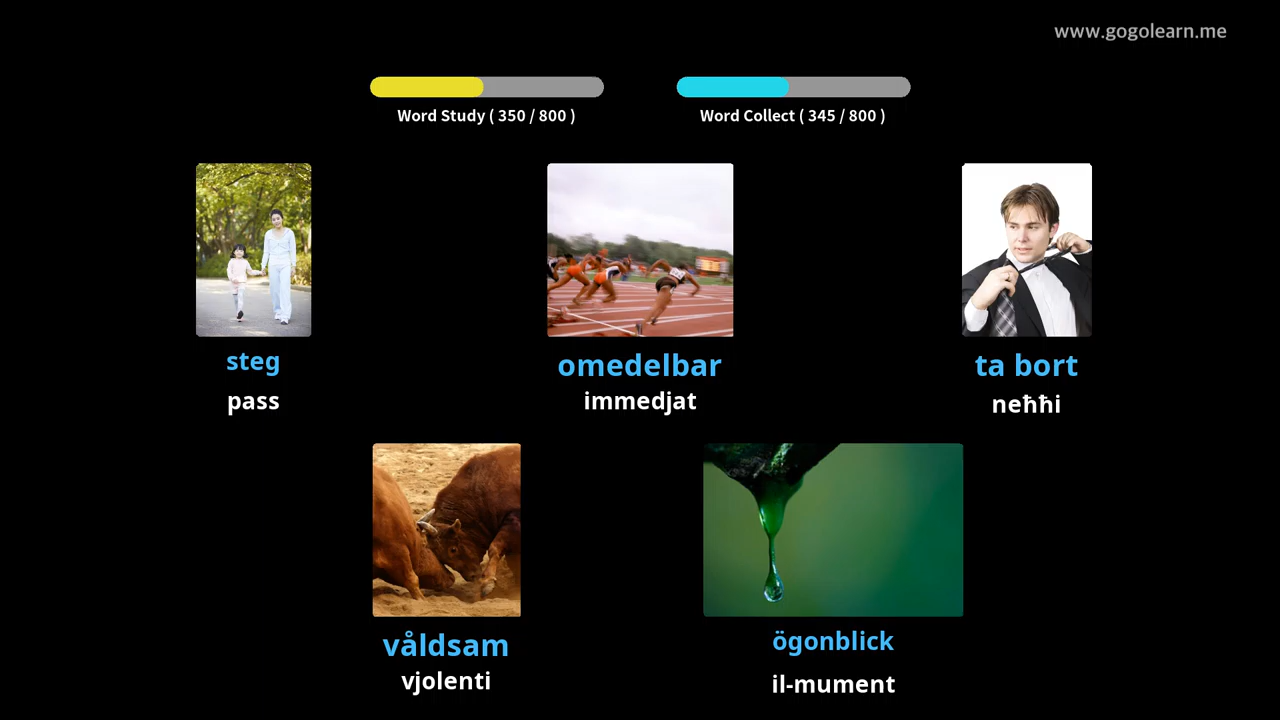 www.gogolearn.me
Word Study ( 350 / 800 )
Word Collect ( 345 / 800 )
steg
pass
omedelbar
immedjat
ta bort
neħħi
våldsam
vjolenti
ögonblick
il-mument